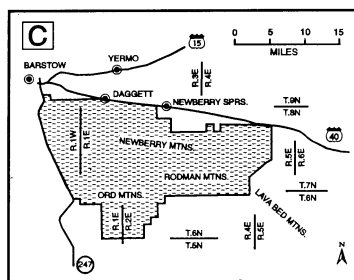 C
15
0 5 10 15
MILES
YERMO
BARSTOW
R.3E
R.4E
DAGGETT
NEWBERRY SPRS.
T.9N
T.8N
40
R.1W
R.1E
NEWBERRY MTNS.
R.5E
R.6E
RODMAN MTNS.
T.7N
T.6N
ORD MTNS.
LAVA BED MTNS.
R.1E
R.2E
R.4E
R.5E
T.6N
T.5N
247
N